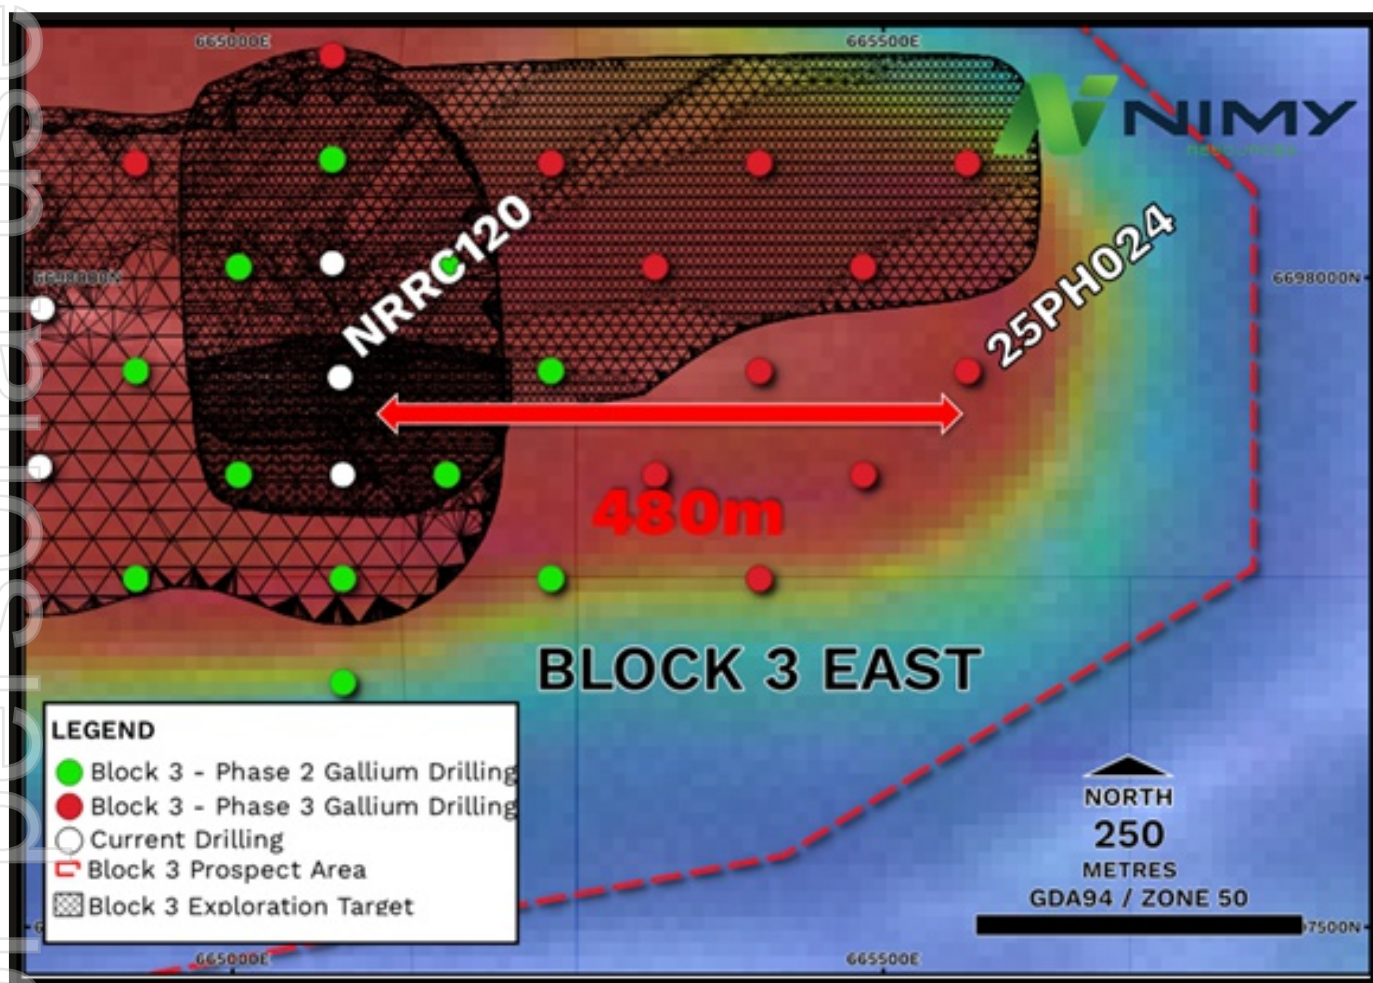 665000E
665500E
NIMY
RESOURCES
NRRC120
25PH024
6698000N
6698000N
480m
BLOCK 3 EAST
LEGEND
Block 3 - Phase 2 Gallium Drilling
Block 3 - Phase 3 Gallium Drilling
Current Drilling
Block 3 Prospect Area
Block 3 Exploration Target
NORTH
250
METRES
GDA94 / ZONE 50
7500N
665000E
665500E